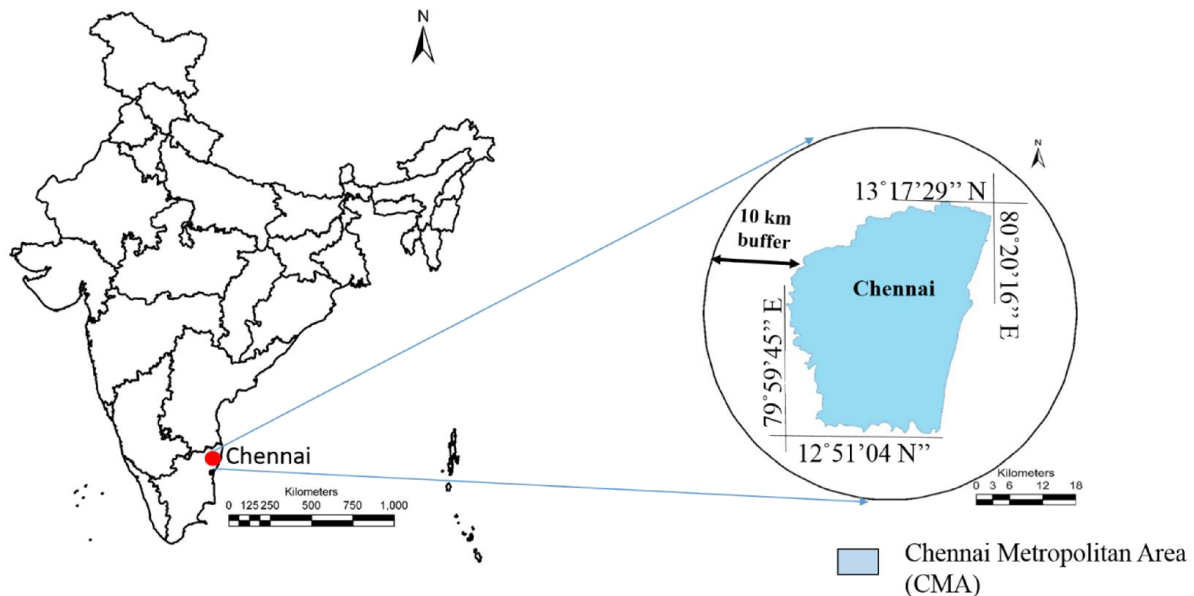 N
Chennai
Kilometers
0 125 250 500 750 1,000
N
13°17’29’’ N
80°20’16’’ E
10 km
buffer
Chennai
79°59’45’’ E
12°51’04 N’’
Kilometers
0 3 6 12 18
Chennai Metropolitan Area
(CMA)